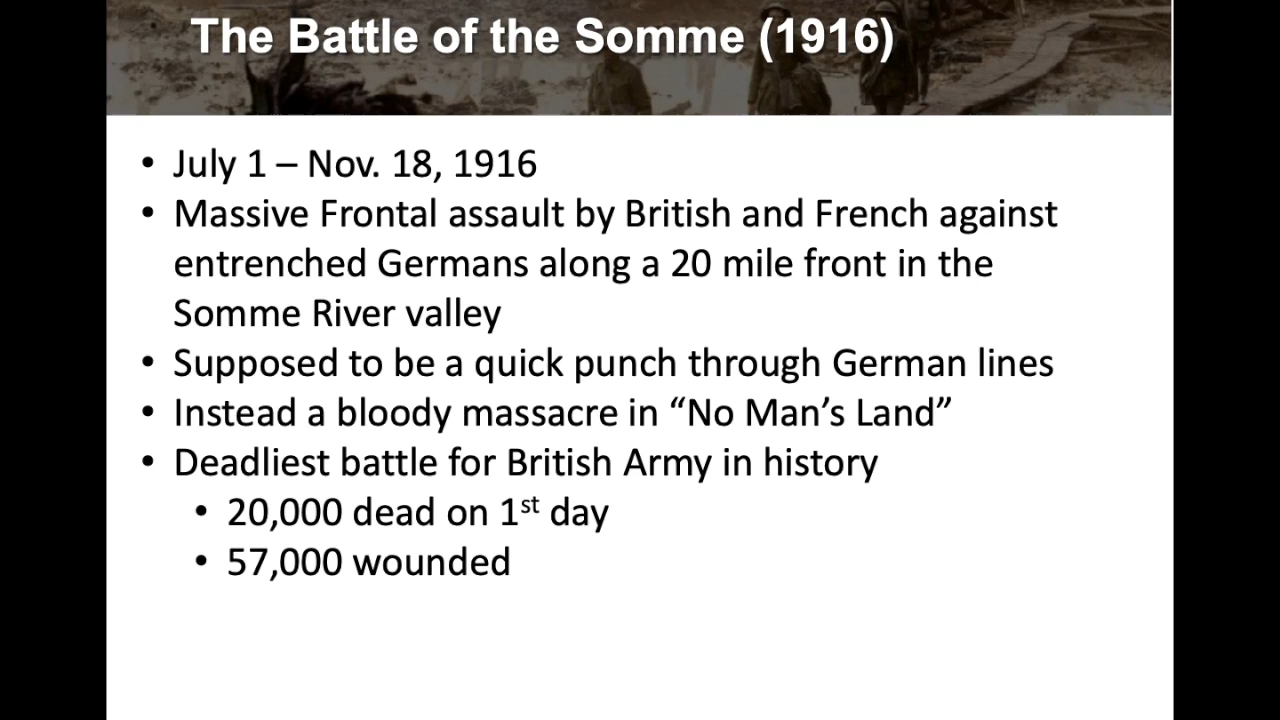 The Battle of the Somme (1916)
• July 1 – Nov. 18, 1916
• Massive Frontal assault by British and French against
entrenched Germans along a 20 mile front in the
Somme River valley
• Supposed to be a quick punch through German lines
• Instead a bloody massacre in “No Man’s Land”
• Deadliest battle for British Army in history
• 20,000 dead on 1st day
• 57,000 wounded